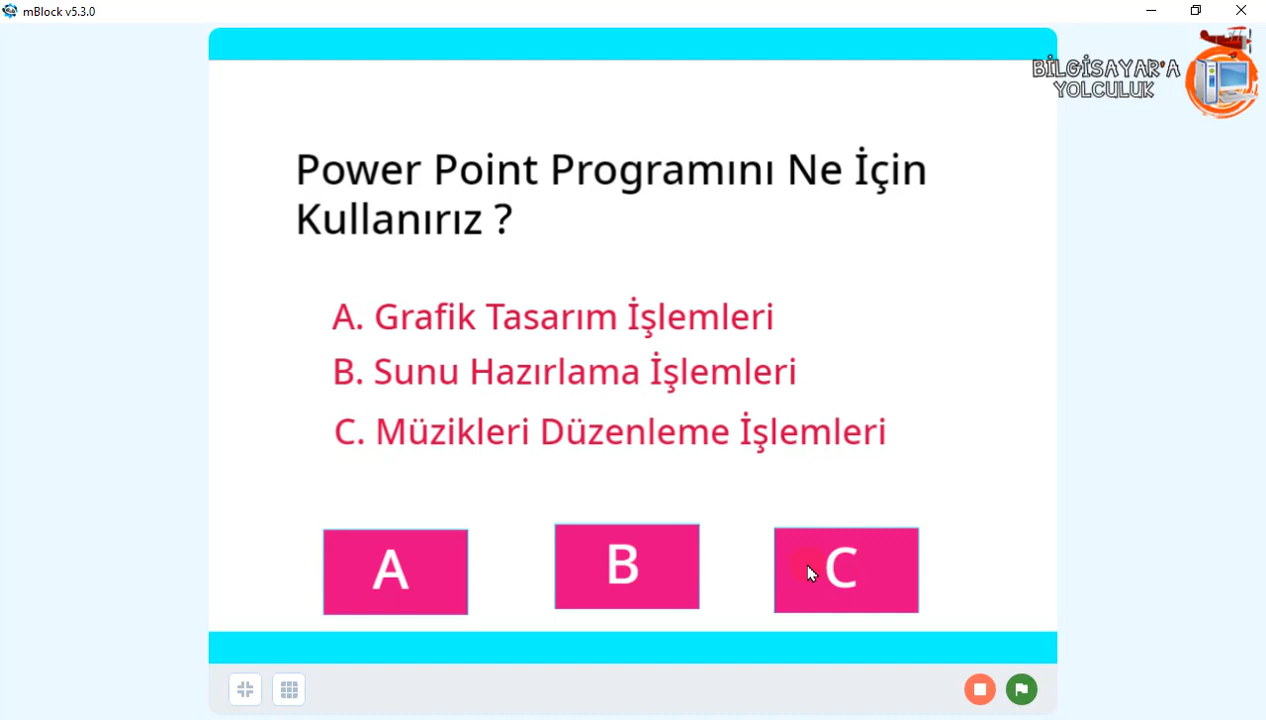 mBlock v5.3.0
BİLGİSAYAR'A
YOLCULUK
Power Point Programını Ne İçin
Kullanırız ?
A. Grafik Tasarım İşlemleri
B. Sunu Hazırlama İşlemleri
C. Müzikleri Düzenleme İşlemleri
A
B
C